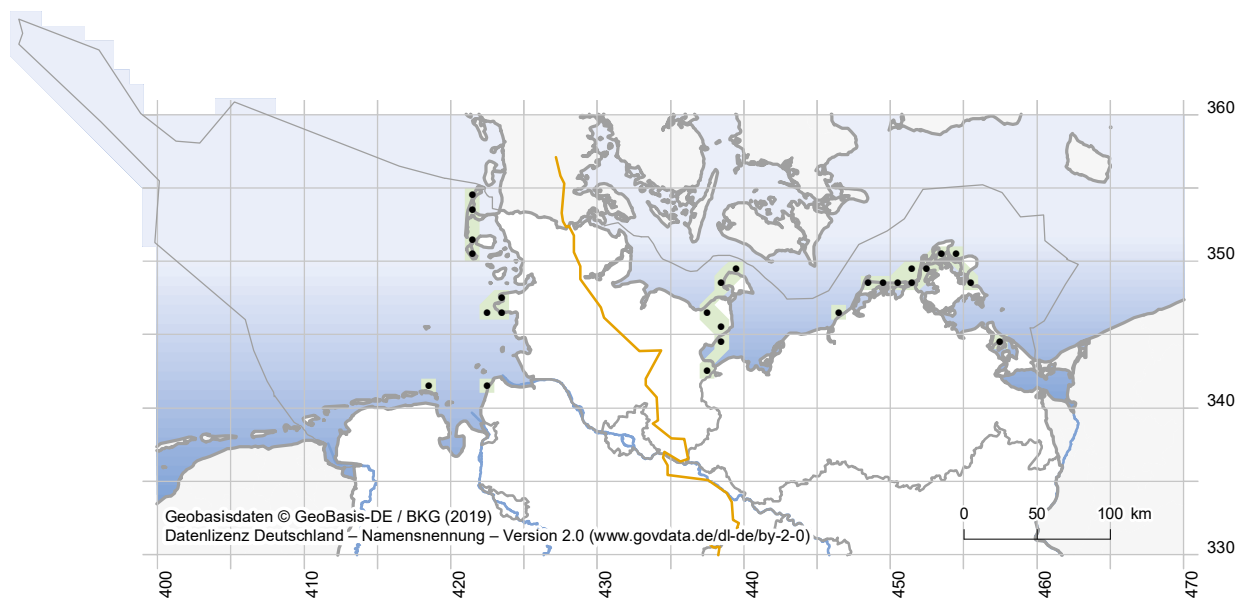 360
350
340
Geobasisdaten © GeoBasis-DE / BKG (2019)
Datenlizenz Deutschland – Namensnennung – Version 2.0 (www.govdata.de/dl-de/by-2-0)
0 50 100 km
330
400 410 420 430 440 450 460 470